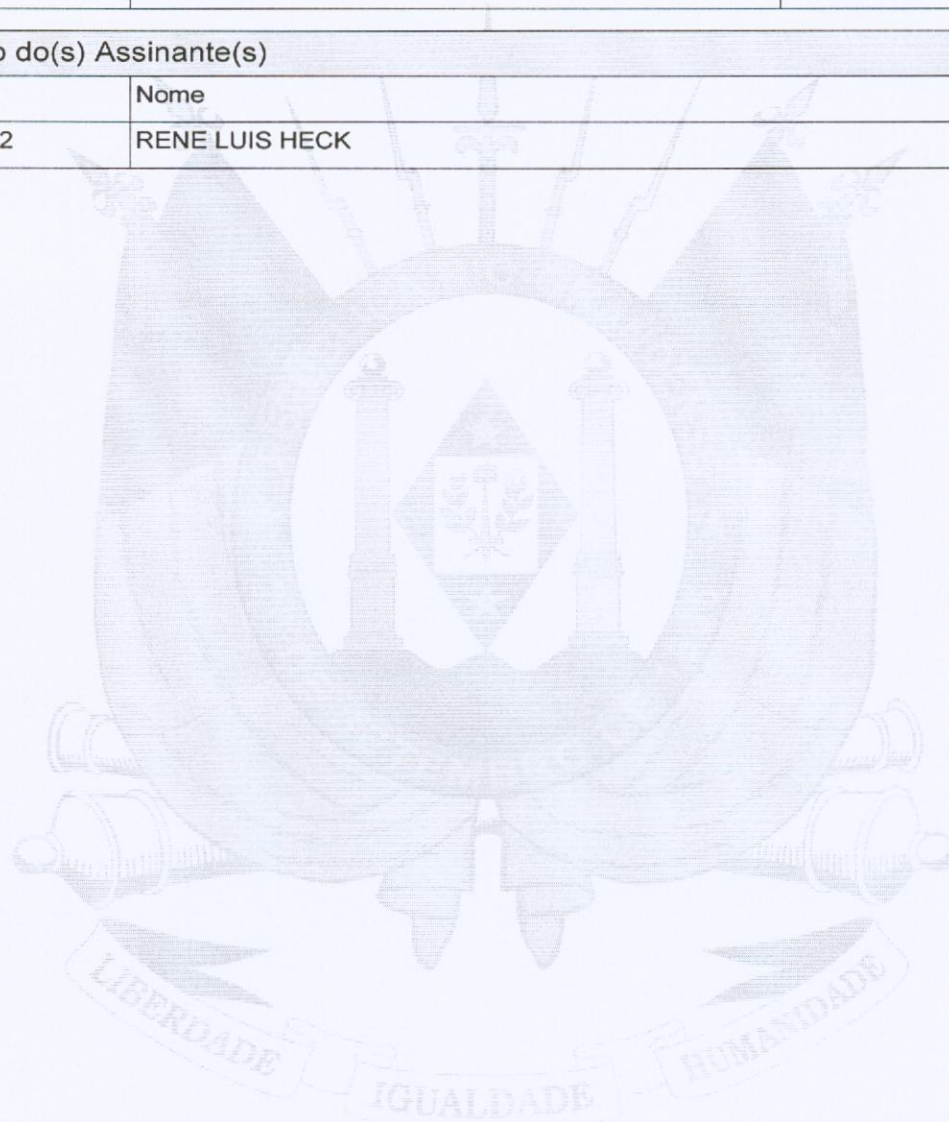 o do(s) Assinante(s)
Nome
2 RENE LUIS HECK
LIBERDADE
IGUALDADE
HUMANIDADE